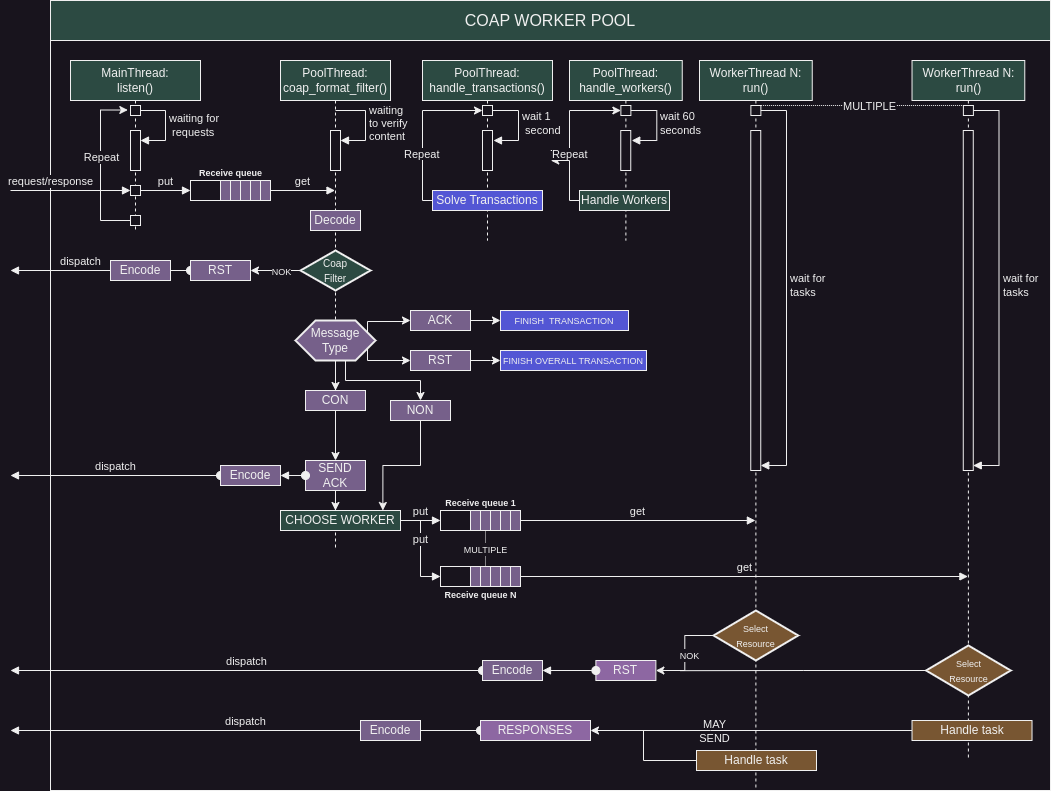 COAP WORKER POOL
MainThread:
listen()
PoolThread:
coap_format_filter()
PoolThread:
handle_transactions()
PoolThread:
handle_workers()
WorkerThread N:
run()
WorkerThread N:
run()
MULTIPLE
waiting for
requests
waiting
to verify
content
wait 1
second
wait 60
seconds
Repeat
Repeat
Repeat
request/response
put
Receive queue
get
Solve Transactions
Handle Workers
Decode
dispatch
Encode
RST
NOK
Coap
Filter
wait for
tasks
wait for
tasks
Message
Type
ACK
FINISH TRANSACTION
RST
FINISH OVERALL TRANSACTION
CON
NON
dispatch
Encode
SEND
ACK
CHOOSE WORKER
put
put
Receive queue 1
get
MULTIPLE
Receive queue N
get
Select
Resource
NOK
Select
Resource
dispatch
Encode
RST
dispatch
Encode
RESPONSES
MAY
SEND
Handle task
Handle task